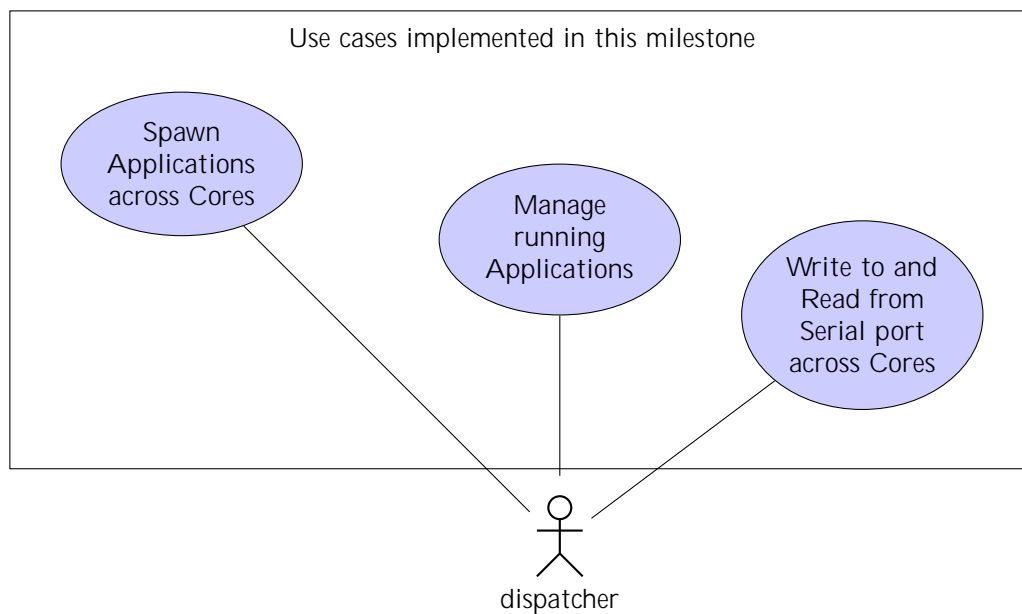 Use cases implemented in this milestone
Spawn
Applications
across Cores
Manage
running
Applications
Write to and
Read from
Serial port
across Cores
dispatcher